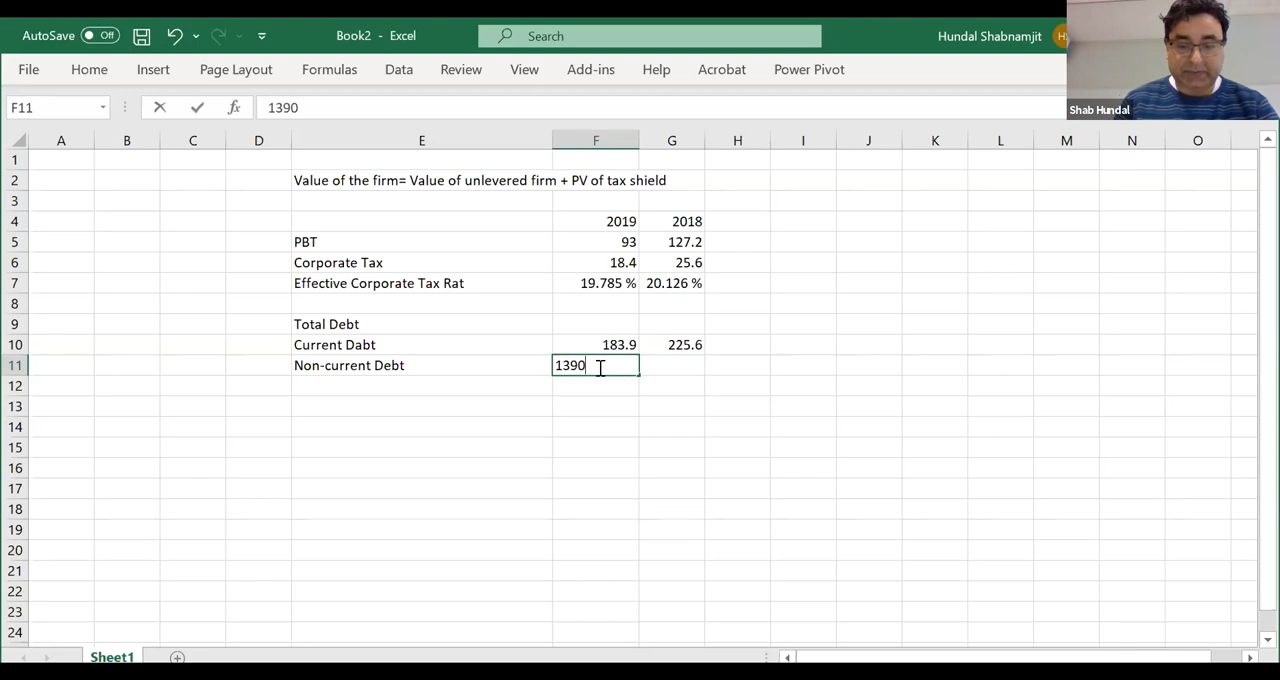 AutoSave Off Book2 - Excel Search Hundal Shabnamjit
File Home Insert Page Layout Formulas Data Review View Add-ins Help Acrobat Power Pivot
Shab Hundal
F11 fx 1390
A B C D E F G H I J K L M N O
1
2 Value of the firm= Value of unlevered firm + PV of tax shield
3
4 2019 2018
5 PBT 93 127.2
6 Corporate Tax 18.4 25.6
7 Effective Corporate Tax Rat 19.785 % 20.126 %
8
9 Total Debt
10 Current Dabt 183.9 225.6
11 Non-current Debt 1390
12
13
14
15
16
17
18
19
20
21
22
23
24
Sheet1